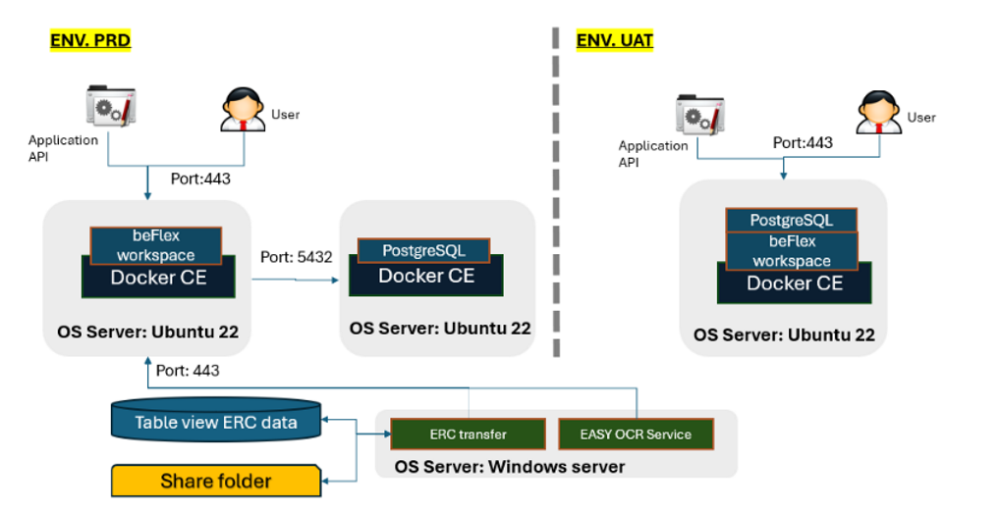 ENV. PRD
Application
API
User
Port:443
beFlex
workspace
Docker CE
OS Server: Ubuntu 22
Port: 5432
PostgreSQL
Docker CE
OS Server: Ubuntu 22
ENV. UAT
Application
API
Port:443
User
PostgreSQL
beFlex
workspace
Docker CE
OS Server: Ubuntu 22
Port: 443
Table view ERC data
Share folder
ERC transfer
EASY OCR Service
OS Server: Windows server